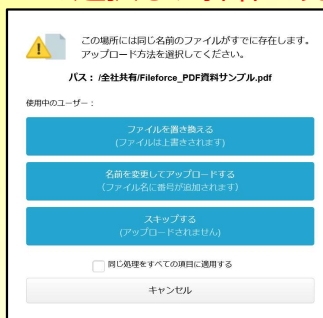 この場所には同じ名前のファイルがすでに存在します。
アップロード方法を選択してください。
パス： /全社共有/Fileforce_PDF資料サンプル.pdf
使用中のユーザー：
ファイルを置き換える
(ファイルは上書きされます)
名前を変更してアップロードする
(ファイル名に番号が追加されます)
スキップする
(アップロードされません)
同じ処理をすべての項目に適用する
キャンセル